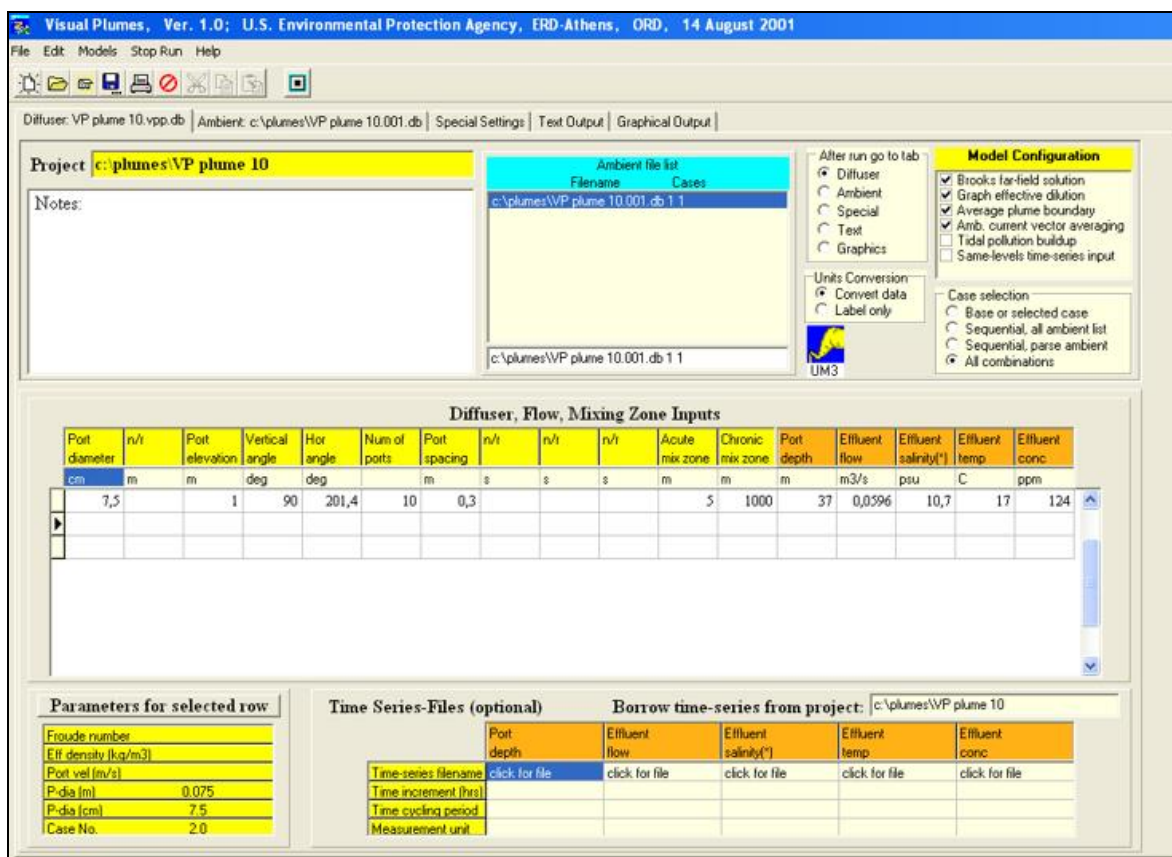 Visual Plumes, Ver. 1.0; U.S. Environmental Protection Agency, ERD-Athens, ORD, 14 August 2001
File Edit Models Stop Run Help
Diffuser: VP plume 10.vpp.db Ambient: c:\plumes\VP plume 10.001.db Special Settings Text Output Graphical Output
Project c:\plumes\VP plume 10
Notes:
Ambient file list
Filename Cases
c:\plumes\VP plume 10.001.db 1 1
c:\plumes\VP plume 10.001.db 1 1
After run go to tab
Diffuser
Ambient
Special
Text
Graphics
Units Conversion
Convert data
Label only
UM3
Model Configuration
Brooks far-field solution
Graph effective dilution
Average plume boundary
Amb. current vector averaging
Tidal pollution buildup
Same-levels time-series input
Case selection
Base or selected case
Sequential, all ambient list
Sequential, parse ambient
All combinations
Diffuser, Flow, Mixing Zone Inputs
Port n/r Port Vertical Hor Num of Port n/r n/r n/r Acute Chronic Port Effluent Effluent Effluent Effluent
diameter elevation angle angle ports spacing mix zone mix zone depth flow salinity(*) temp conc
cm m m deg deg m s s s m m m m3/s psu C ppm
7,5 1 90 201,4 10 0,3 5 1000 37 0,0596 10,7 17 124
Parameters for selected row
Froude number
Eff density (kg/m3)
Port vel (m/s)
P-dia (m) 0.075
P-dia (cm) 7.5
Case No. 2.0
Time Series-Files (optional) Borrow time-series from project: c:\plumes\VP plume 10
Port Effluent Effluent Effluent Effluent
depth flow salinity(*) temp conc
Time-series filename click for file click for file click for file click for file click for file
Time increment (hrs)
Time cycling period
Measurement unit